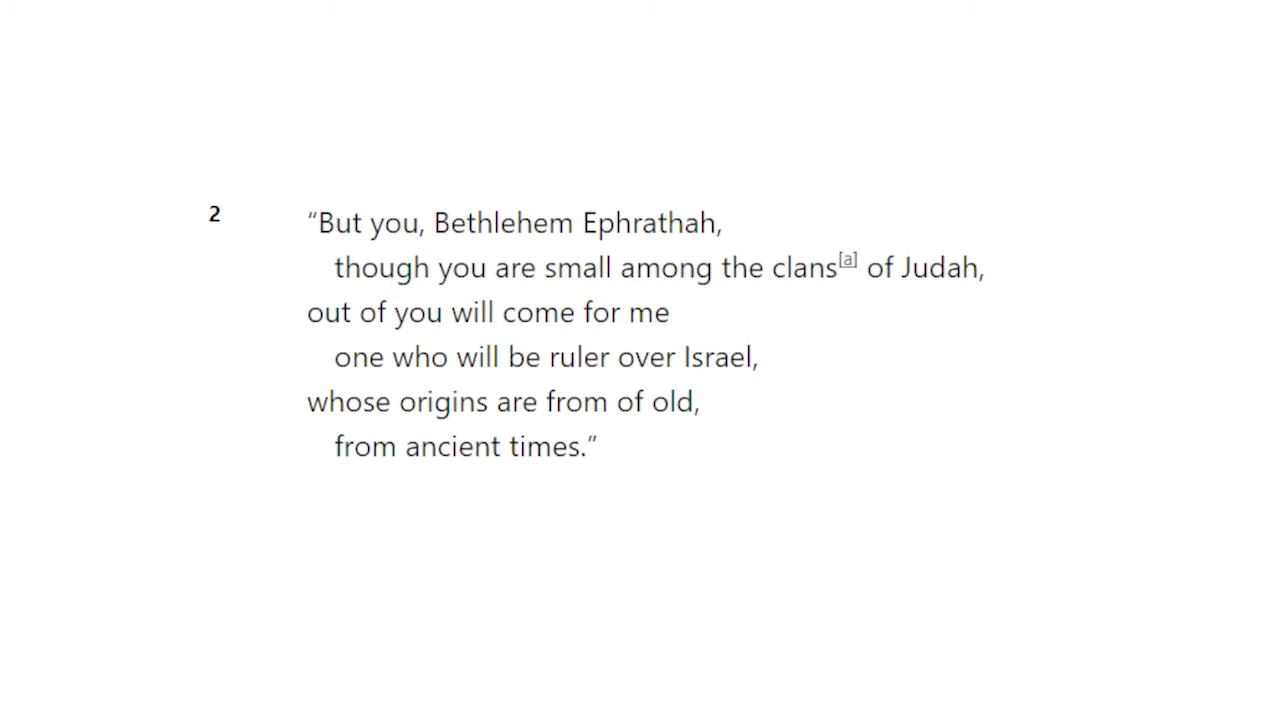 2 “But you, Bethlehem Ephrathah,
though you are small among the clans[a] of Judah,
out of you will come for me
one who will be ruler over Israel,
whose origins are from of old,
from ancient times.”